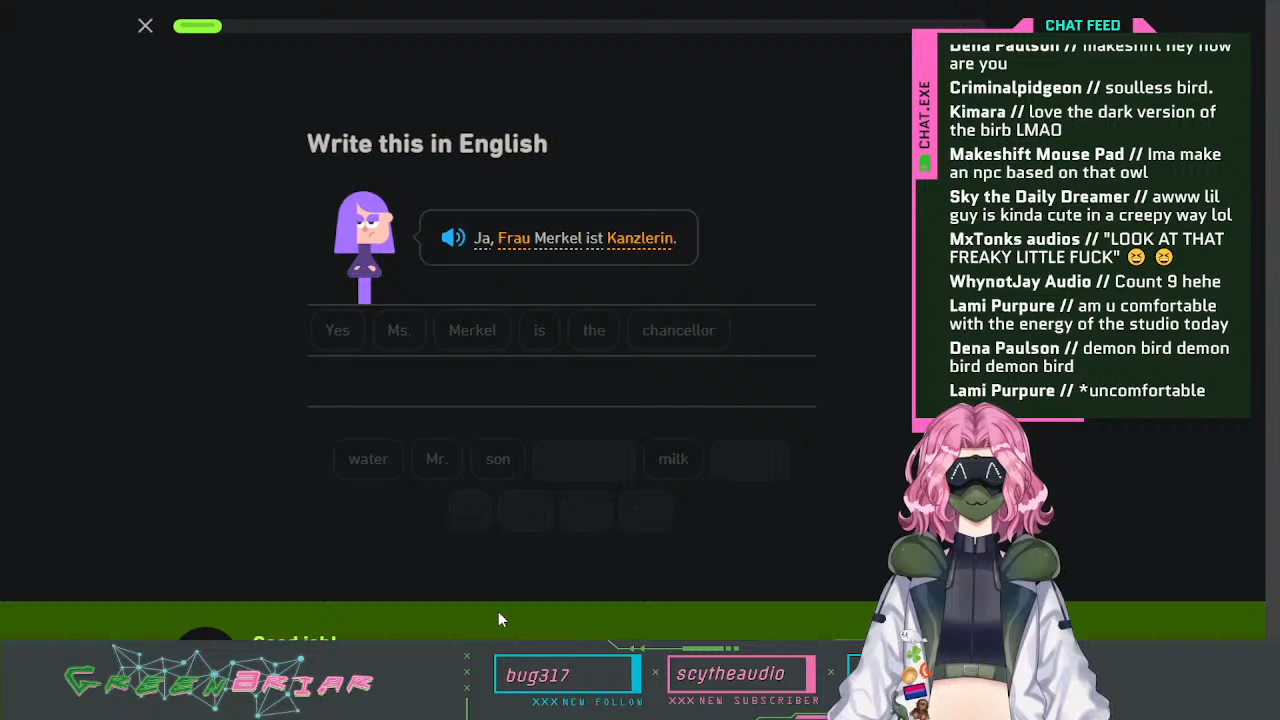 CHAT FEED
CHAT.EXE
Dena Paulson // makeshift hey how
are you
Criminalpidgeon // soulless bird.
Kimara // love the dark version of
the birb LMAO
Makeshift Mouse Pad // Ima make
an npc based on that owl
Sky the Daily Dreamer // awww lil
guy is kinda cute in a creepy way lol
MxTonks audios // "LOOK AT THAT
FREAKY LITTLE FUCK" 😆 😆
WhynotJay Audio // Count 9 hehe
Lami Purpure // am u comfortable
with the energy of the studio today
Dena Paulson // demon bird demon
bird demon bird
Lami Purpure // *uncomfortable
Write this in English
Ja, Frau Merkel ist Kanzlerin.
Yes Ms. Merkel is the chancellor
water Mr. son milk
Good job!
GreenBriar
bug317
XXX NEW FOLLOW
scytheaudio
XXX NEW SUBSCRIBER